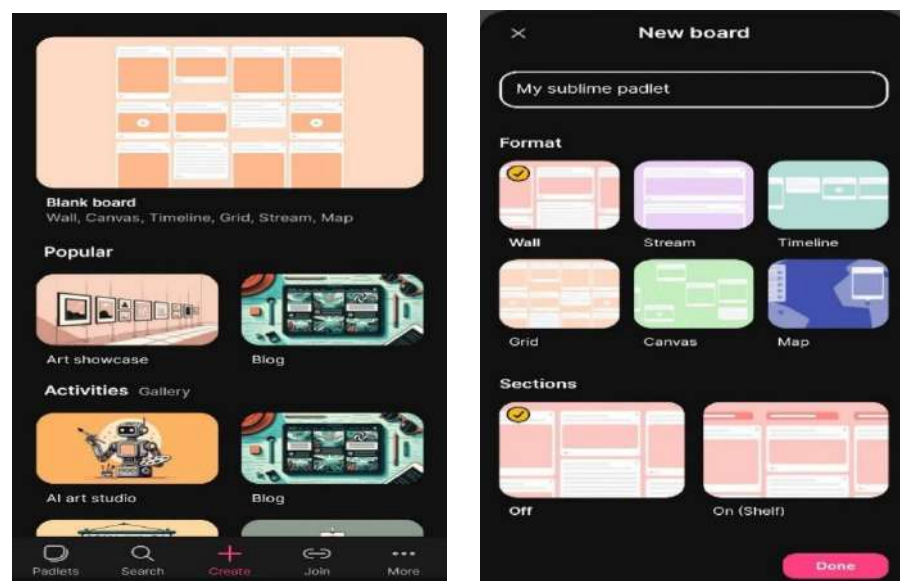 Blank board
Wall, Canvas, Timeline, Grid, Stream, Map
Popular
Art showcase Blog
Activities Gallery
AI art studio Blog
Padlets Search Create Join More
New board
My sublime padlet
Format
Wall Stream Timeline
Grid Canvas Map
Sections
Off On (Shelf)
Done